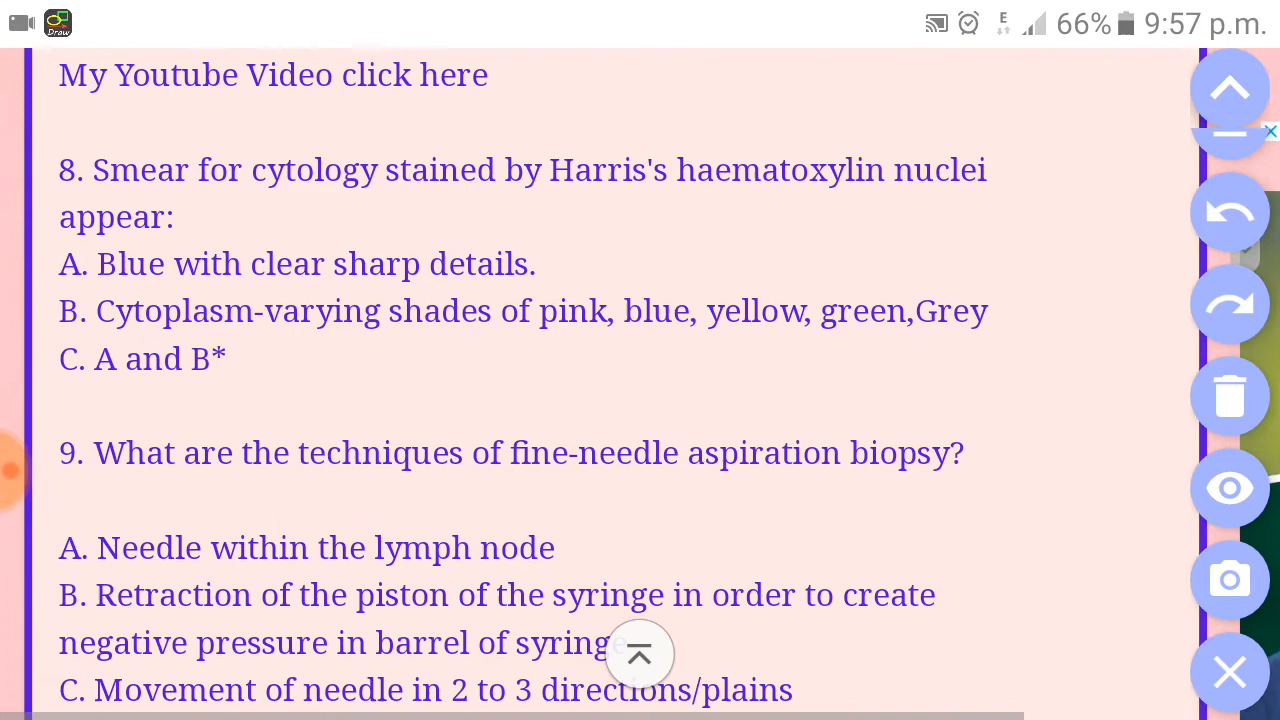 Draw
E
66%
9:57 p.m.
My Youtube Video click here
8. Smear for cytology stained by Harris's haematoxylin nuclei
appear:
A. Blue with clear sharp details.
B. Cytoplasm-varying shades of pink, blue, yellow, green,Grey
C. A and B*
9. What are the techniques of fine-needle aspiration biopsy?
A. Needle within the lymph node
B. Retraction of the piston of the syringe in order to create
negative pressure in barrel of syringe
C. Movement of needle in 2 to 3 directions/plains